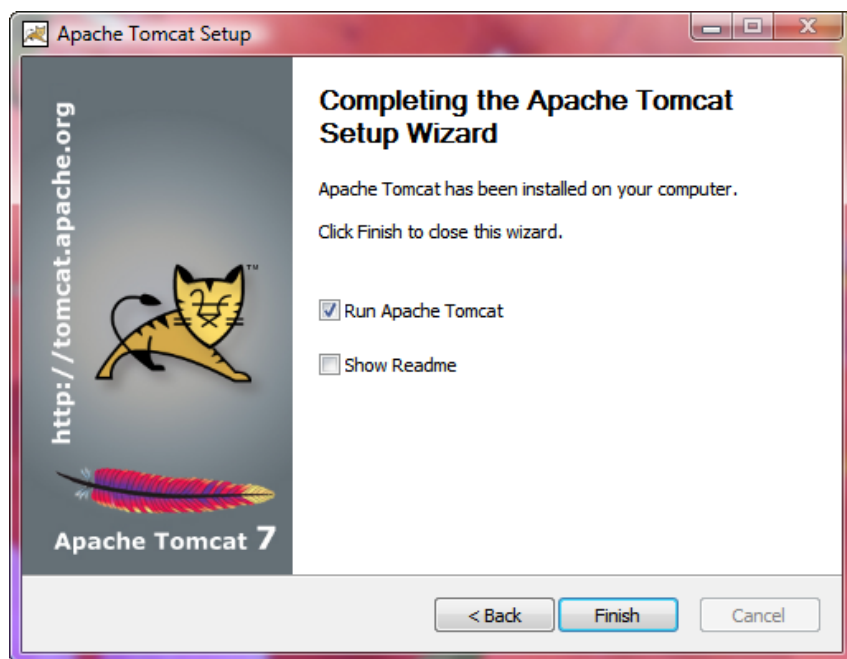 Apache Tomcat Setup
http://tomcat.apache.org
TM
Apache Tomcat 7
Completing the Apache Tomcat
Setup Wizard
Apache Tomcat has been installed on your computer.
Click Finish to close this wizard.
Run Apache Tomcat
Show Readme
< Back
Finish
Cancel